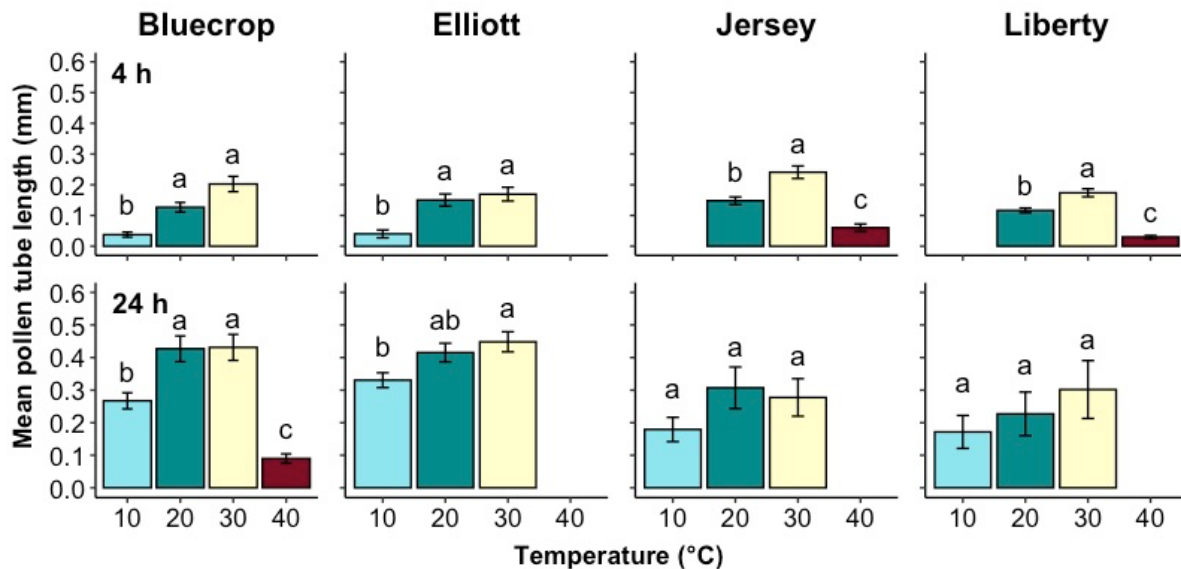 Bluecrop Elliott Jersey Liberty
Mean pollen tube length (mm)
4 h
0.6
0.5
0.4
0.3
0.2
0.1
0.0
b a a
b a a
b a c
b a c
24 h
0.6
0.5
0.4
0.3
0.2
0.1
0.0
b a a c
b ab a
a a a
a a a
10 20 30 40 10 20 30 40 10 20 30 40 10 20 30 40
Temperature (°C)